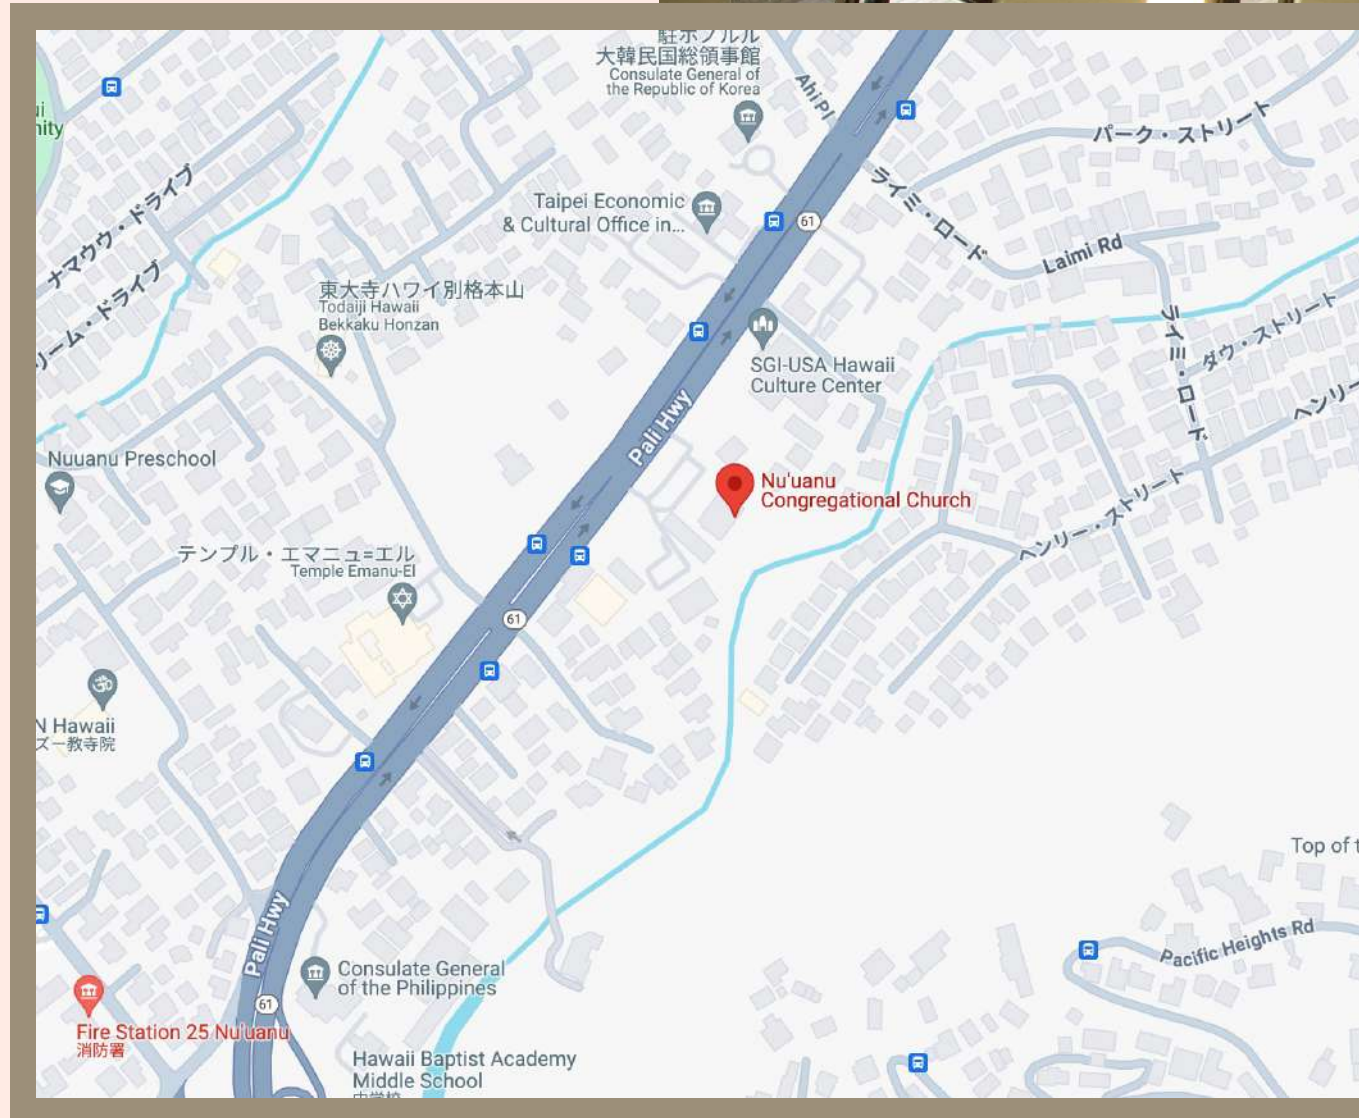 駐ホノルル
大韓民国総領事館
Consulate General of
the Republic of Korea
Ahi Pl
パーク・ストリート
ui
nity
ナマウウ・ドライブ
Taipei Economic
& Cultural Office in...
61
ライミ・ロード
Laimi Rd
リーム・ドライブ
東大寺ハワイ別格本山
Todaiji Hawaii
Bekkaku Honzan
SGI-USA Hawaii
Culture Center
ライミ・ロード
ダウ・ストリート
ヘンリー
Pali Hwy
Nuuanu Preschool
Nu'uanu
Congregational Church
ヘンリー・ストリート
テンプル・エマニュ=エル
Temple Emanu-El
61
N Hawaii
ズー教寺院
Top of t
Pali Hwy
Pacific Heights Rd
Consulate General
of the Philippines
61
Fire Station 25 Nu'uanu
消防署
Hawaii Baptist Academy
Middle School
中学校